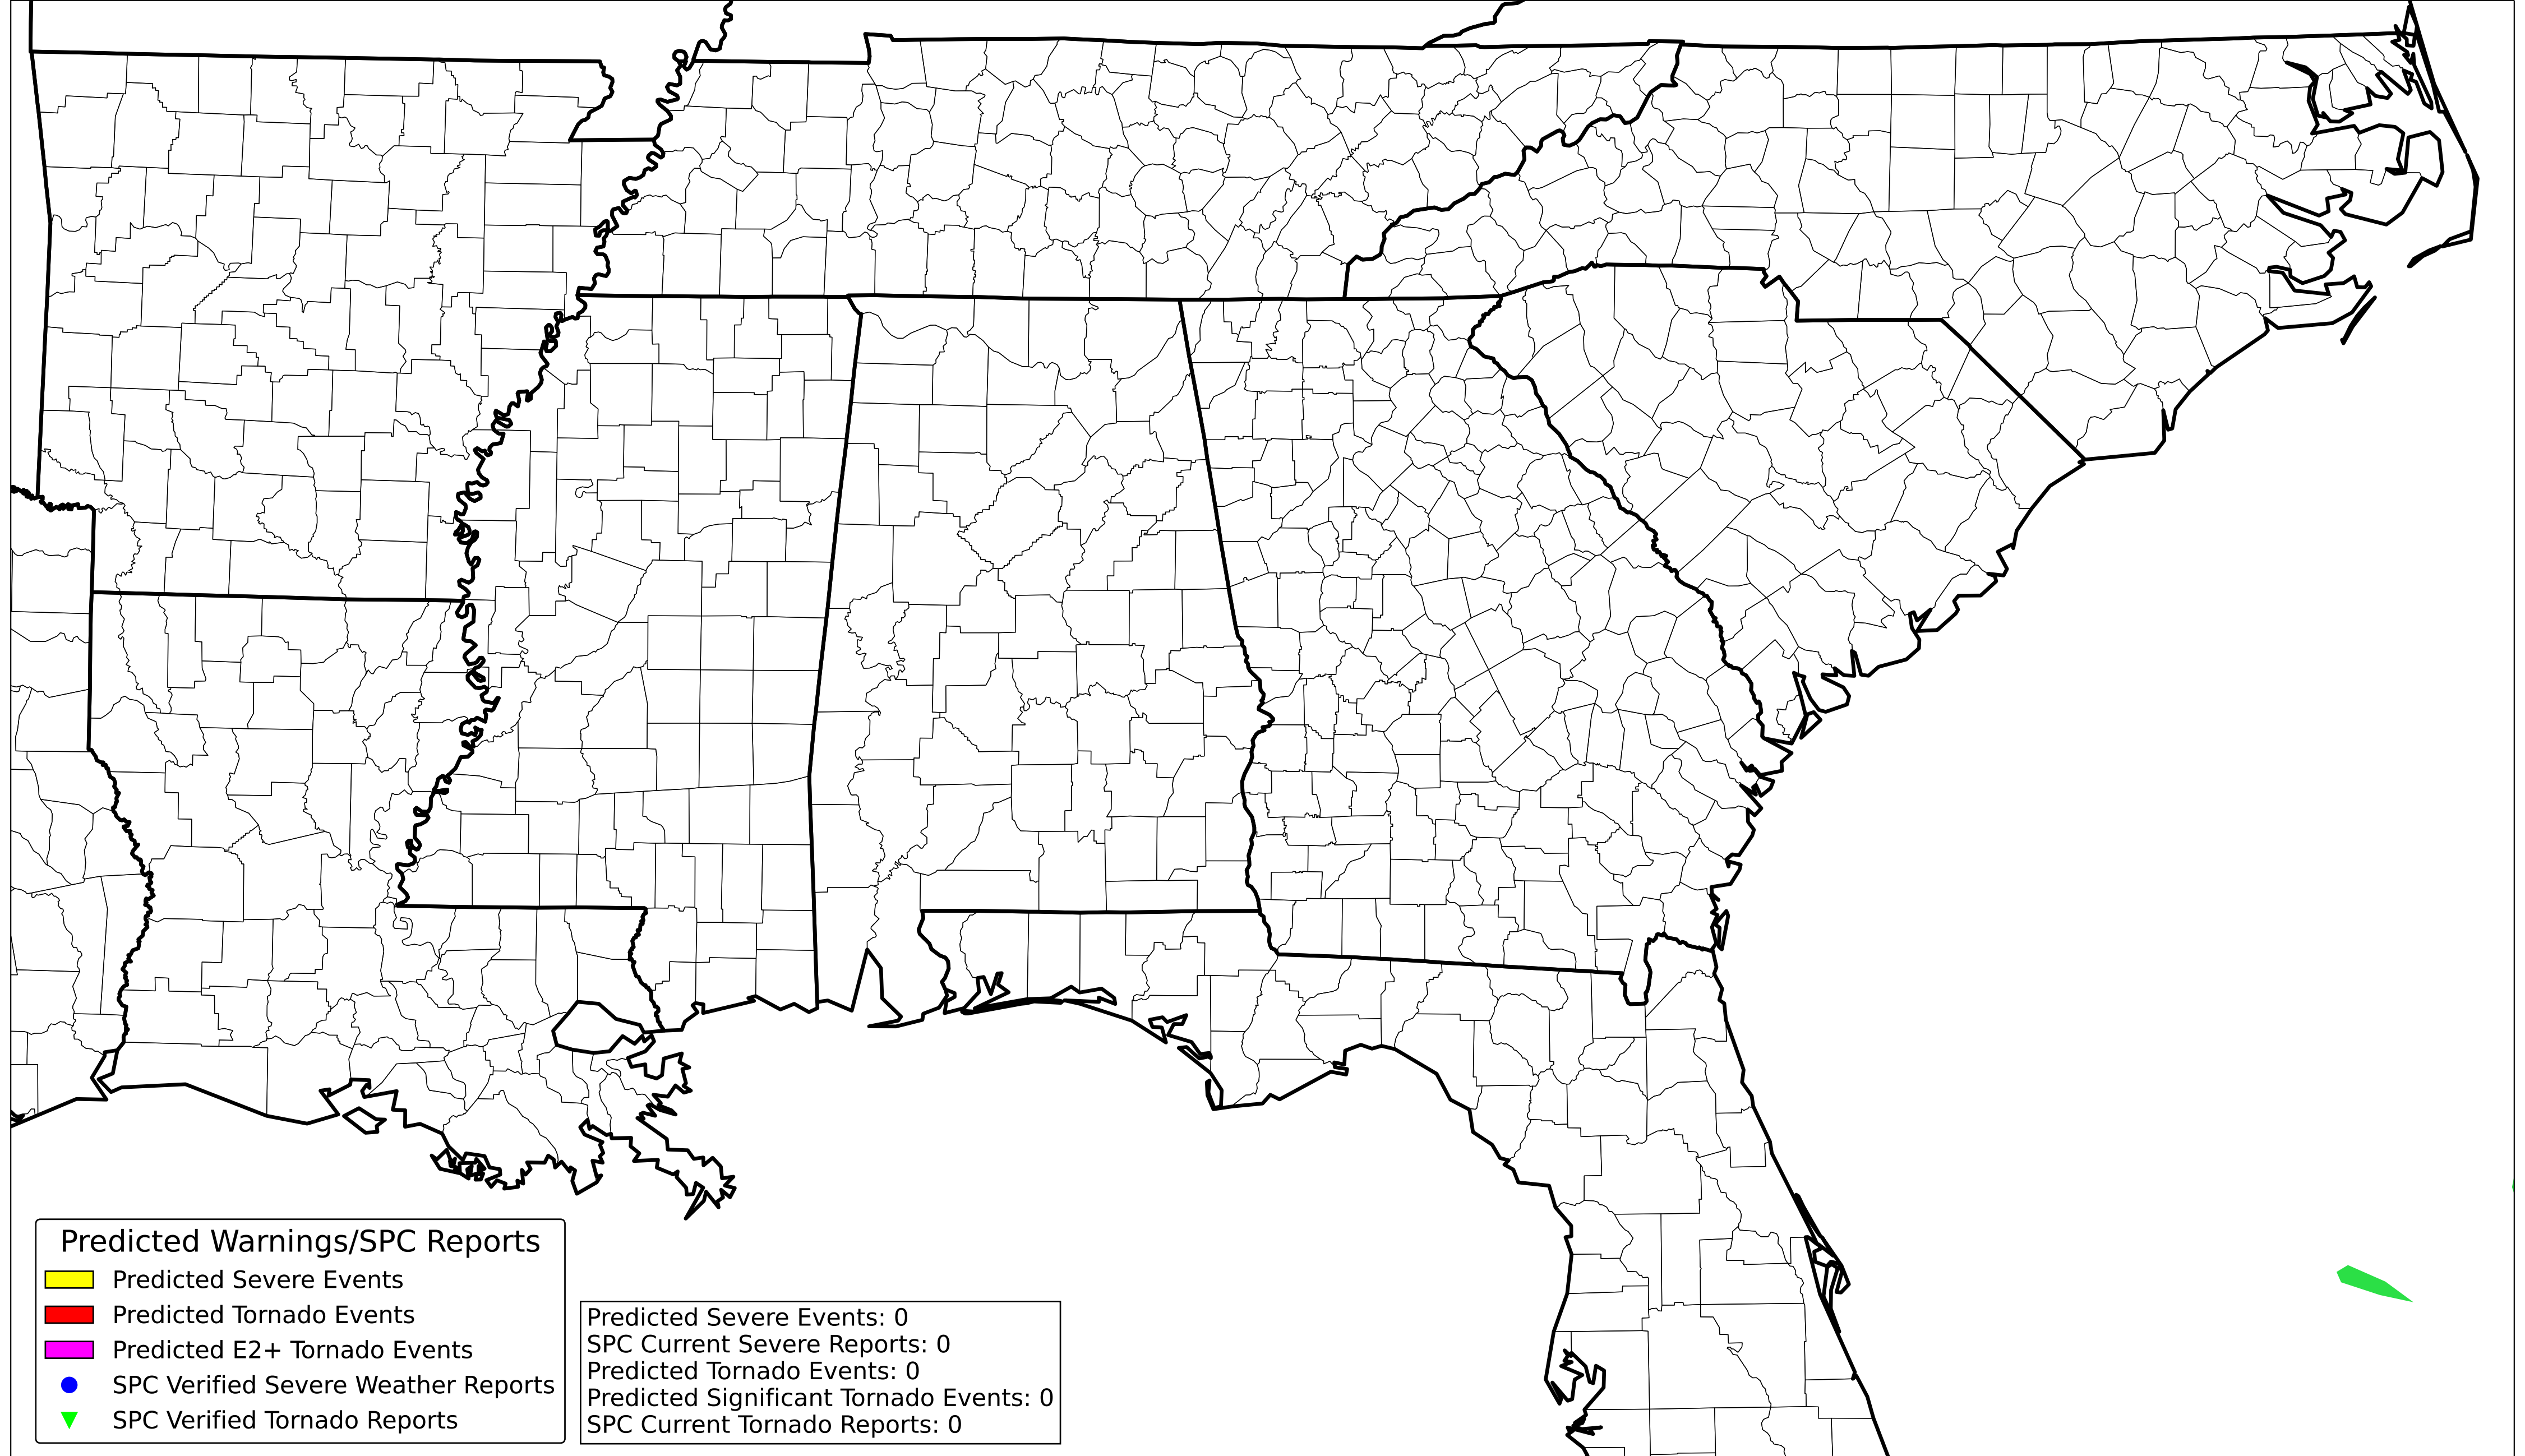 Predicted Warnings/SPC Reports
Predicted Severe Events
Predicted Tornado Events
Predicted E2+ Tornado Events
SPC Verified Severe Weather Reports
SPC Verified Tornado Reports
Predicted Severe Events: 0
SPC Current Severe Reports: 0
Predicted Tornado Events: 0
Predicted Significant Tornado Events: 0
SPC Current Tornado Reports: 0